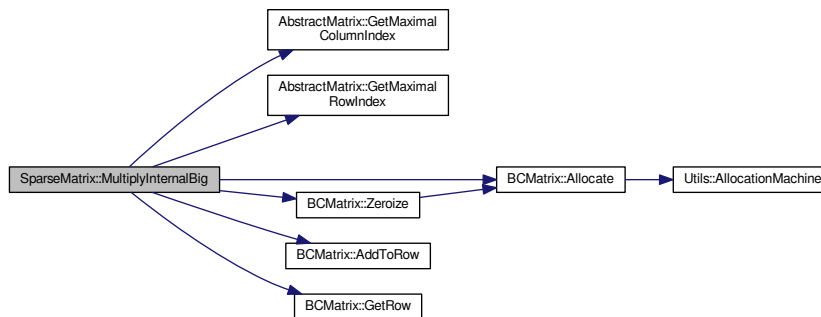 AbstractMatrix::GetMaximal
ColumnIndex
AbstractMatrix::GetMaximal
RowIndex
SparseMatrix::MultiplyInternalBig
BCMatrix::Allocate
Utils::AllocationMachine
BCMatrix::Zeroize
BCMatrix::AddToRow
BCMatrix::GetRow